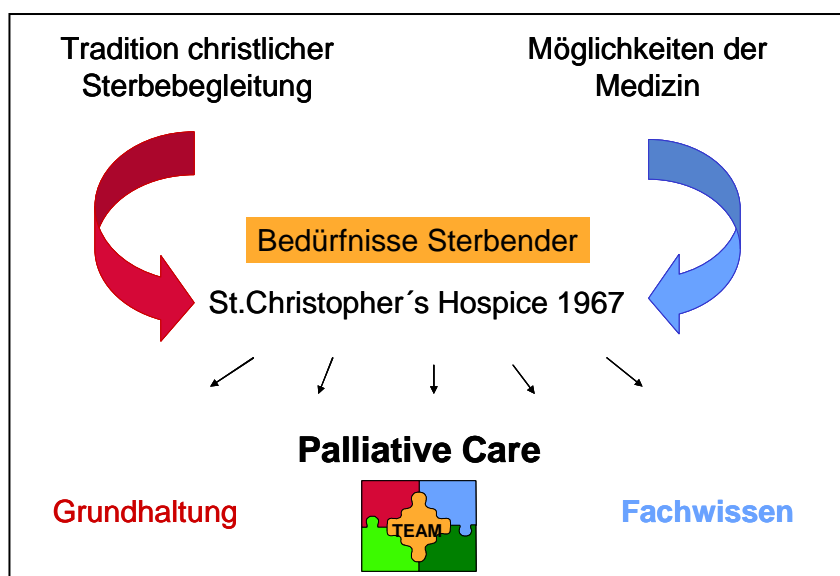 Tradition christlicher
Sterbebegleitung
Möglichkeiten der
Medizin
Bedürfnisse Sterbender
St.Christopher´s Hospice 1967
Palliative Care
Grundhaltung
TEAM
Fachwissen